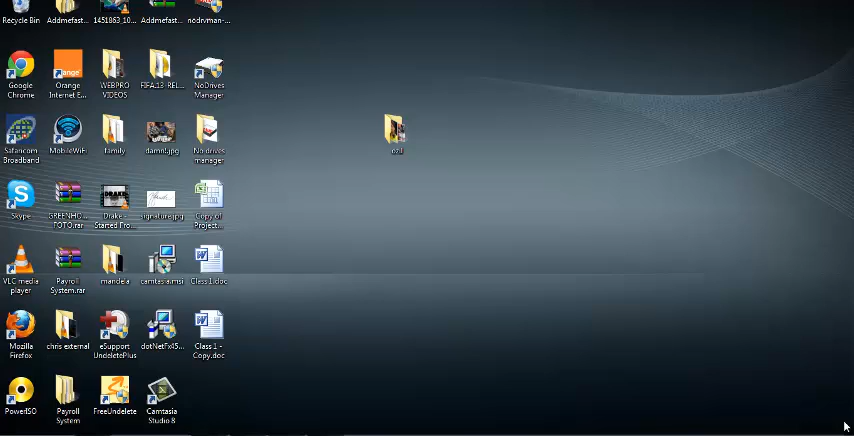 Recycle Bin
Addmefast...
1451863_10...
Addmefast...
nodrvman-...
Google
Chrome
Orange
Internet E...
WEBPRO
VIDEOS
FIFA.13-REL...
NoDrives
Manager
Safaricom
Broadband
MobileWiFi
family
damn!.jpg
No drives
manager
ozil
Skype
GREENHO...
FOTO.rar
Drake -
Started Fro...
signature.jpg
Copy of
Project...
VLC media
player
Payroll
System.rar
mandela
camtasia.msi
Class 1.doc
Mozilla
Firefox
chris external
eSupport
UndeletePlus
dotNetFx45...
Class 1 -
Copy.doc
PowerISO
Payroll
System
FreeUndelete
Camtasia
Studio 8